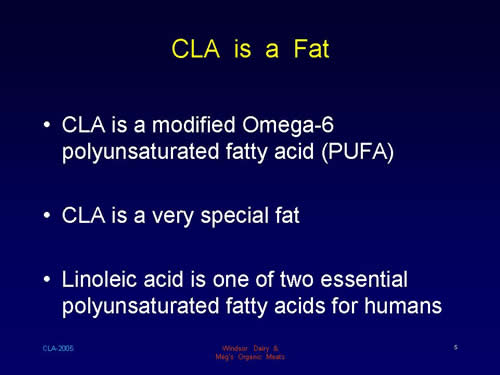 CLA is a Fat
• CLA is a modified Omega-6
polyunsaturated fatty acid (PUFA)
• CLA is a very special fat
• Linoleic acid is one of two essential
polyunsaturated fatty acids for humans
CLA-2005
Windsor Dairy &
Meg's Organic Meats
5